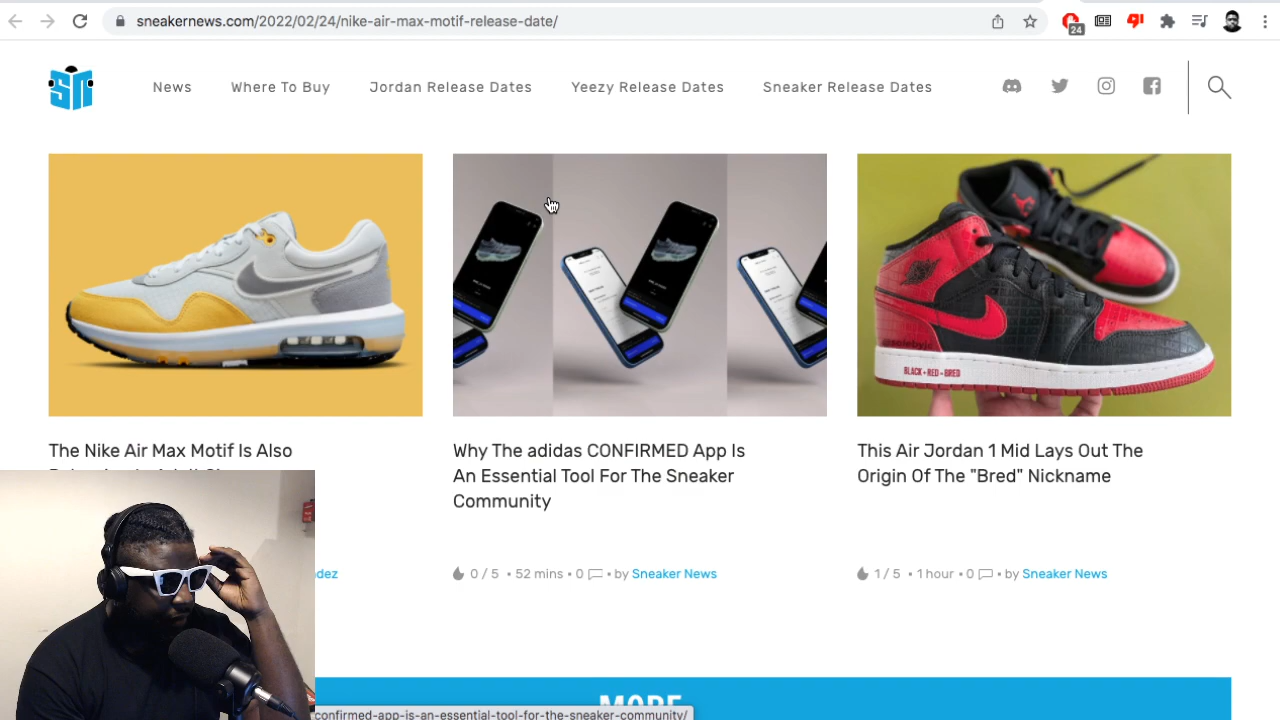 sneakernews.com/2022/02/24/nike-air-max-motif-release-date/
24
SN
News
Where To Buy
Jordan Release Dates
Yeezy Release Dates
Sneaker Release Dates
BLACK+RED=BRED
The Nike Air Max Motif Is Also
Why The adidas CONFIRMED App Is
An Essential Tool For The Sneaker
Community
This Air Jordan 1 Mid Lays Out The
Origin Of The "Bred" Nickname
dez
0 / 5 • 52 mins • 0 • by Sneaker News
1 / 5 • 1 hour • 0 • by Sneaker News
MORE
confirmed-app-is-an-essential-tool-for-the-sneaker-community/